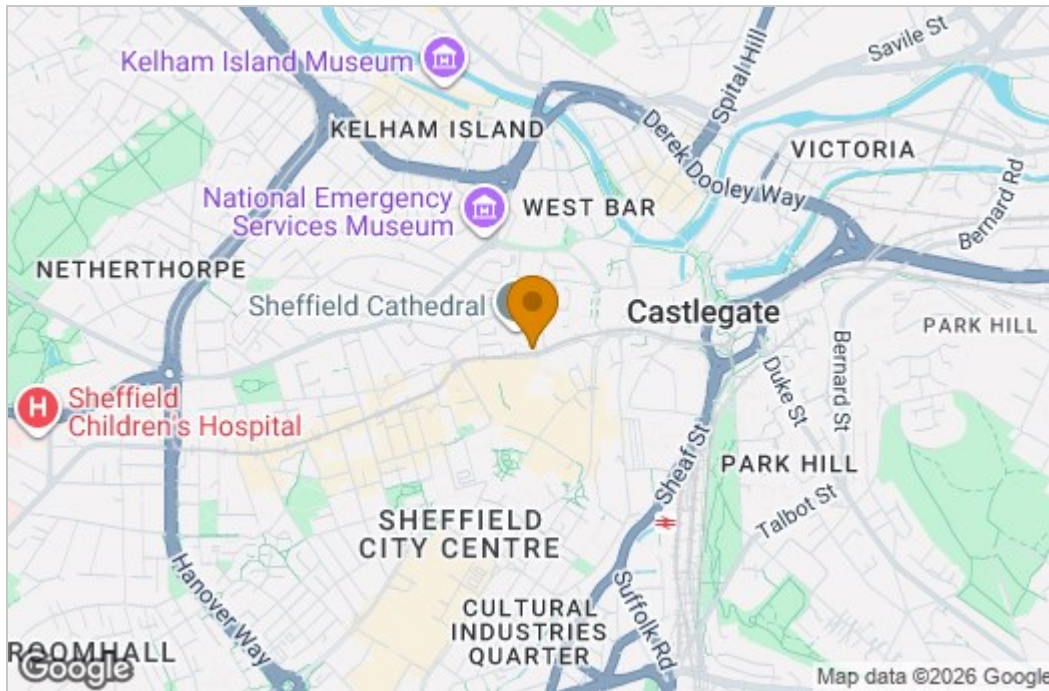 Kelham Island Museum
Savile St
Spital Hill
KELHAM ISLAND
Derek Dooley Way
VICTORIA
National Emergency
Services Museum
WEST BAR
Bernard Rd
NETHERTHORPE
Sheffield Cathedral
Castlegate
PARK HILL
H
Sheffield
Children's Hospital
Duke St
Bernard St
Sheaf St
PARK HILL
Talbot St
SHEFFIELD
CITY CENTRE
Hanover Way
CULTURAL
INDUSTRIES
QUARTER
Suffolk Rd
ROOMHALL
Google
Map data ©2026 Google